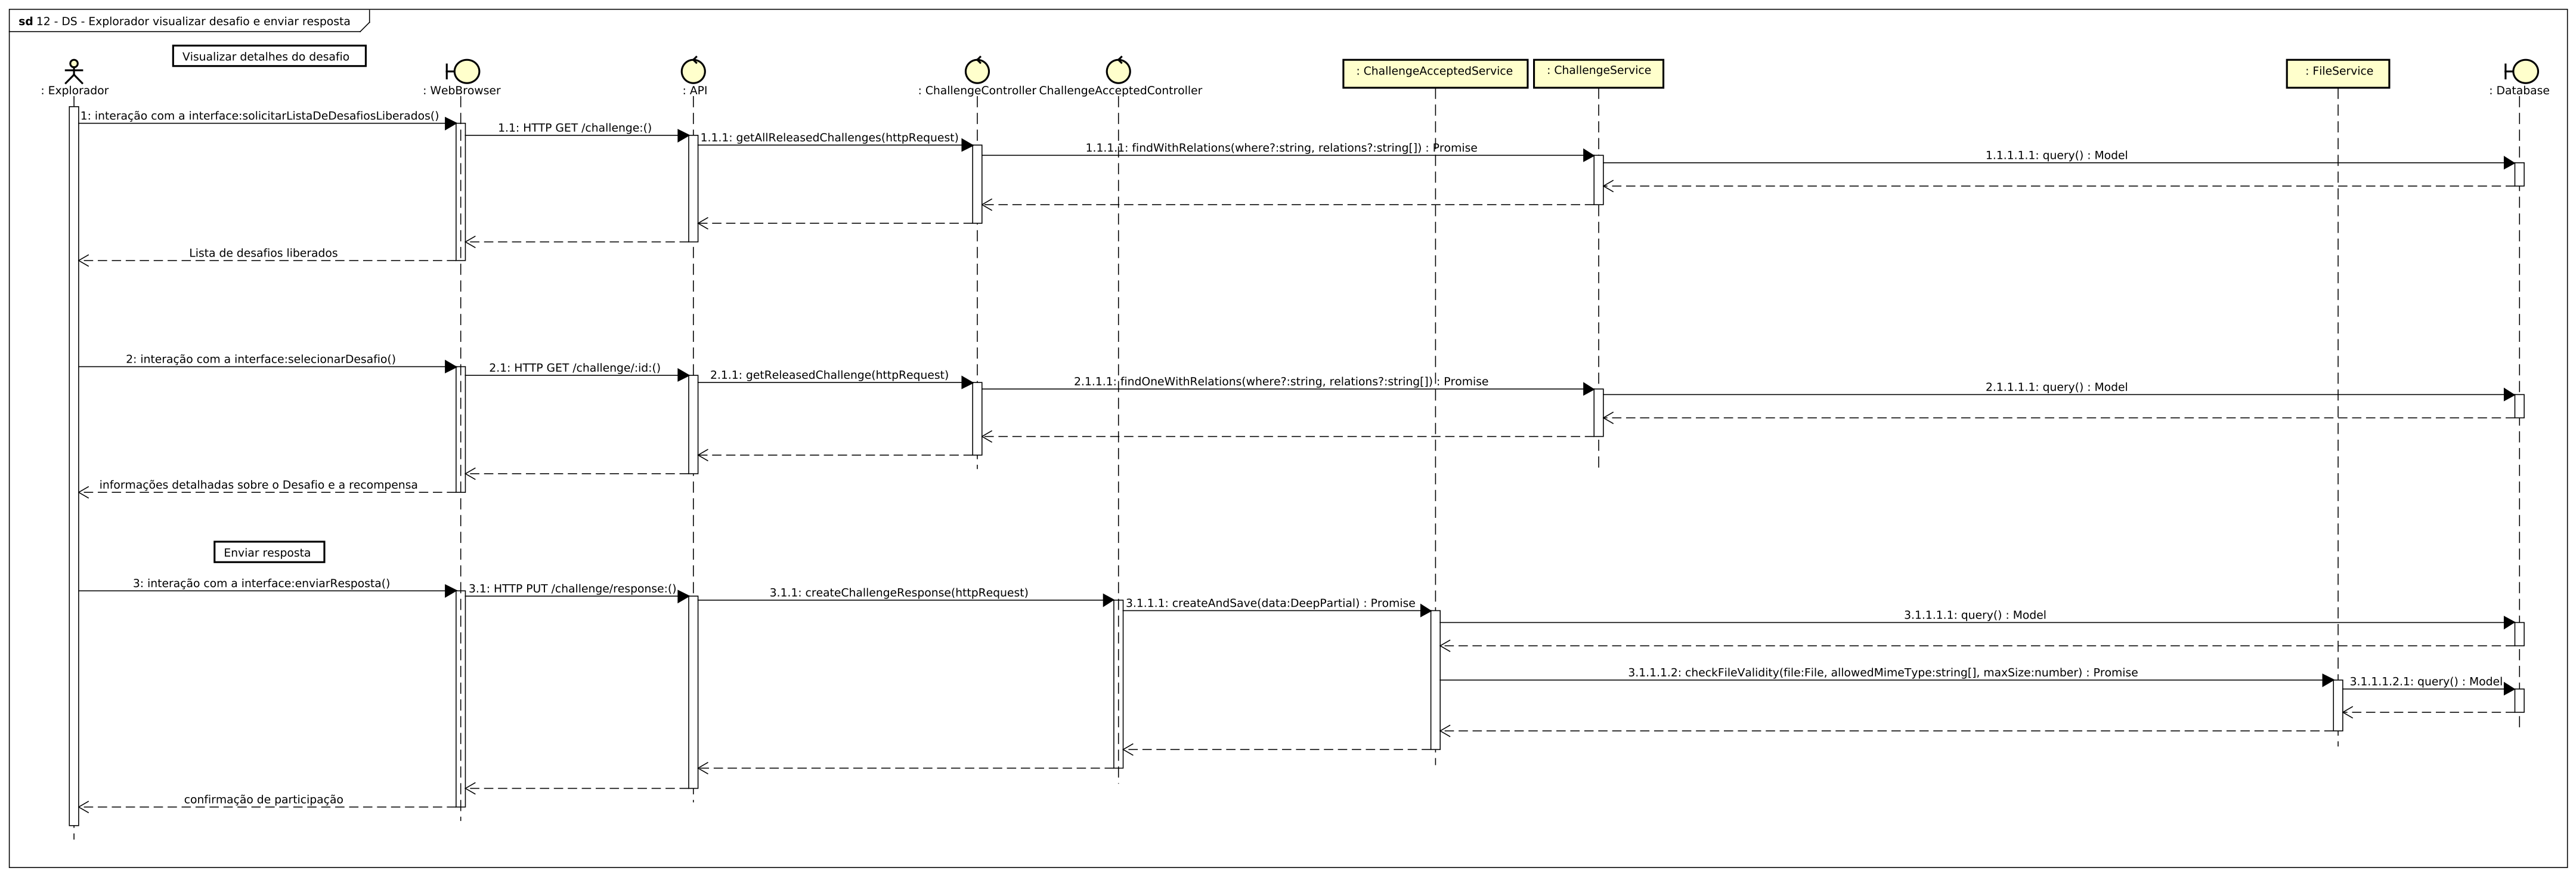 sd 12 - DS - Explorador visualizar desafio e enviar resposta
Visualizar detalhes do desafio
: Explorador
: WebBrowser
: API
: ChallengeController
ChallengeAcceptedController
: ChallengeAcceptedService
: ChallengeService
: FileService
: Database
1: interação com a interface:solicitarListaDeDesafiosLiberados()
1.1: HTTP GET /challenge:()
1.1.1: getAllReleasedChallenges(httpRequest)
1.1.1.1: findWithRelations(where?:string, relations?:string[]) : Promise
1.1.1.1.1: query() : Model
Lista de desafios liberados
2: interação com a interface:selecionarDesafio()
2.1: HTTP GET /challenge/:id:()
2.1.1: getReleasedChallenge(httpRequest)
2.1.1.1: findOneWithRelations(where?:string, relations?:string[]) : Promise
2.1.1.1.1: query() : Model
informações detalhadas sobre o Desafio e a recompensa
Enviar resposta
3: interação com a interface:enviarResposta()
3.1: HTTP PUT /challenge/response:()
3.1.1: createChallengeResponse(httpRequest)
3.1.1.1: createAndSave(data:DeepPartial) : Promise
3.1.1.1.1: query() : Model
3.1.1.1.2: checkFileValidity(file:File, allowedMimeType:string[], maxSize:number) : Promise
3.1.1.1.2.1: query() : Model
confirmação de participação